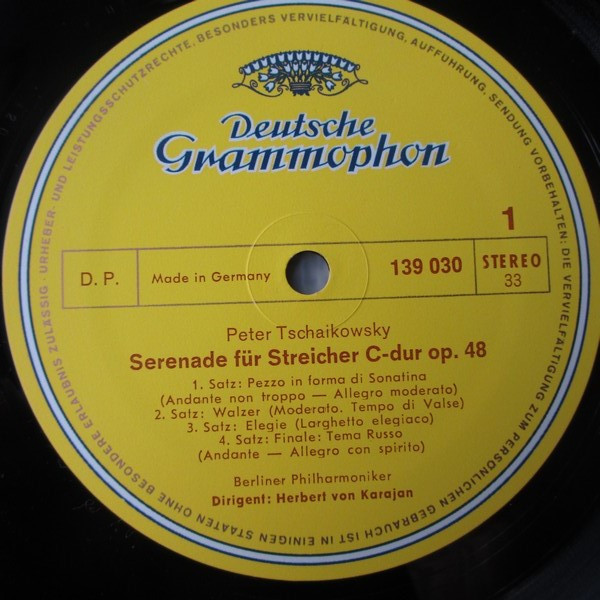 Deutsche
Grammophon
1
D. P.
Made in Germany
139 030
STEREO
33
Peter Tschaikowsky
Serenade für Streicher C-dur op. 48
1. Satz: Pezzo in forma di Sonatina
(Andante non troppo — Allegro moderato)
2. Satz: Walzer (Moderato. Tempo di Valse)
3. Satz: Elegie (Larghetto elegiaco)
4. Satz: Finale: Tema Russo
(Andante — Allegro con spirito)
Berliner Philharmoniker
Dirigent: Herbert von Karajan
URHEBER- UND LEISTUNGSSCHUTZRECHTE, BESONDERS VERVIELFÄLTIGUNG, AUFFÜHRUNG, SENDUNG VORBEHALTEN: DIE VERVIELFÄLTIGUNG ZUM PERSÖNLICHEN GEBRAUCH IST IN EINIGEN STAATEN OHNE BESONDERE ERLAUBNIS ZULÄSSIG ·